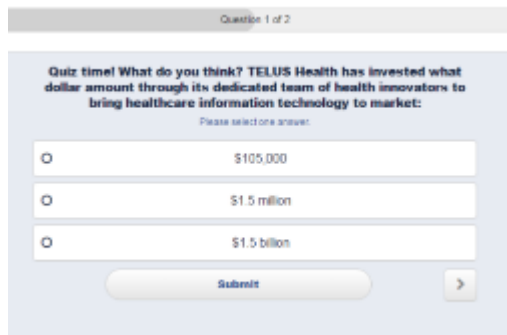 Question 1 of 2
Quiz time! What do you think? TELUS Health has invested what
dollar amount through its dedicated team of health innovators to
bring healthcare information technology to market:
Please select one answer.
$105,000
$1.5 million
$1.5 billion
Submit